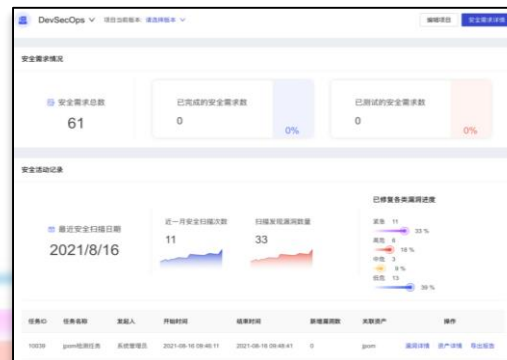 DevSecOps 项目当前版本: 请选择版本
编辑项目 安全需求详情
安全需求情况
安全需求总数
61
已完成的安全需求数
0
0%
已测试的安全需求数
0
0%
安全活动记录
最近安全扫描日期
2021/8/16
近一月安全扫描次数
11
扫描发现漏洞数量
33
已修复各类漏洞进度
紧急 11
33 %
高危 6
18 %
中危 3
9 %
低危 13
39 %
任务ID 任务名称 发起人 开始时间 结束时间 新增漏洞数 关联资产 操作
10039 系统管理员 2021-08-16 08:46:11 2021-08-16 08:48:41 0 漏洞详情 资产详情 导出报告